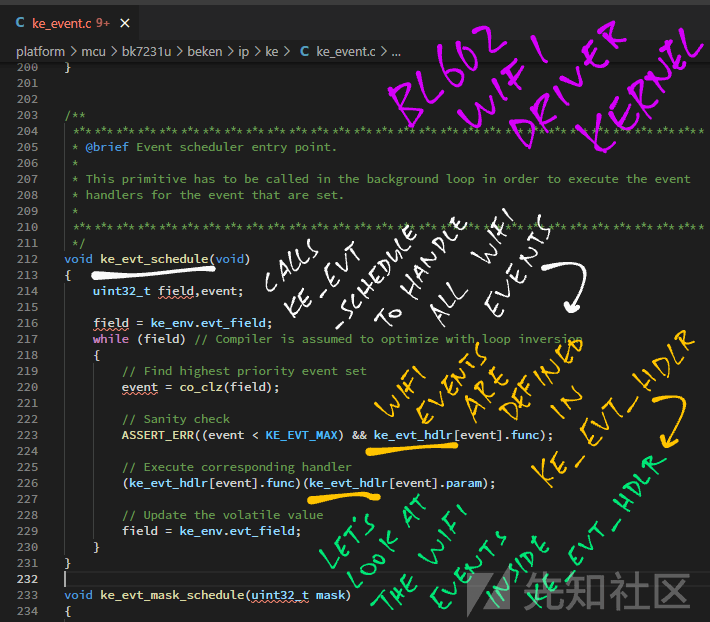 ke_event.c 9+ ×
platform > mcu > bk7231u > beken > ip > ke > C ke_event.c > ...
200 }
201
202
203 /**
204 ****************************************************************************************
205 * @brief Event scheduler entry point.
206 *
207 * This primitive has to be called in the background loop in order to execute the event
208 * handlers for the event that are set.
209 *
210 ****************************************************************************************
211 */
212 void ke_evt_schedule(void)
213 {
214 uint32_t field,event;
215
216 field = ke_env.evt_field;
217 while (field) // Compiler is assumed to optimize with loop inversion
218 {
219 // Find highest priority event set
220 event = co_clz(field);
221
222 // Sanity check
223 ASSERT_ERR((event < KE_EVT_MAX) && ke_evt_hdlr[event].func);
224
225 // Execute corresponding handler
226 (ke_evt_hdlr[event].func)(ke_evt_hdlr[event].param);
227
228 // Update the volatile value
229 field = ke_env.evt_field;
230 }
231 }
232
233 void ke_evt_mask_schedule(uint32_t mask)
234 {
BL602
WIFI
DRIVER
KERNEL
CALLS
KE_EVT
_SCHEDULE
TO HANDLE
ALL WIFI
EVENTS
WIFI
EVENTS
ARE
DEFINED
IN
KE_EVT_HDLR
LET'S
LOOK AT
THE WIFI
EVENTS
INSIDE
KE_EVT_HDLR
先知社区